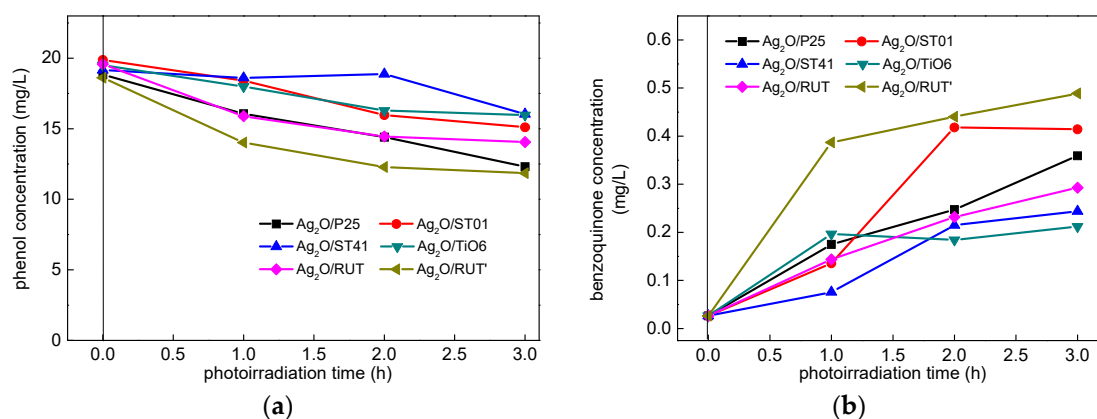 phenol concentration (mg/L)
20
15
10
5
0
Ag2O/P25 Ag2O/ST01
Ag2O/ST41 Ag2O/TiO6
Ag2O/RUT Ag2O/RUT'
0.0 0.5 1.0 1.5 2.0 2.5 3.0
photoirradiation time (h)
(a)
benzoquinone concentration
(mg/L)
0.6
0.5
0.4
0.3
0.2
0.1
0.0
Ag2O/P25 Ag2O/ST01
Ag2O/ST41 Ag2O/TiO6
Ag2O/RUT Ag2O/RUT'
0.0 0.5 1.0 1.5 2.0 2.5 3.0
photoirradiation time (h)
(b)